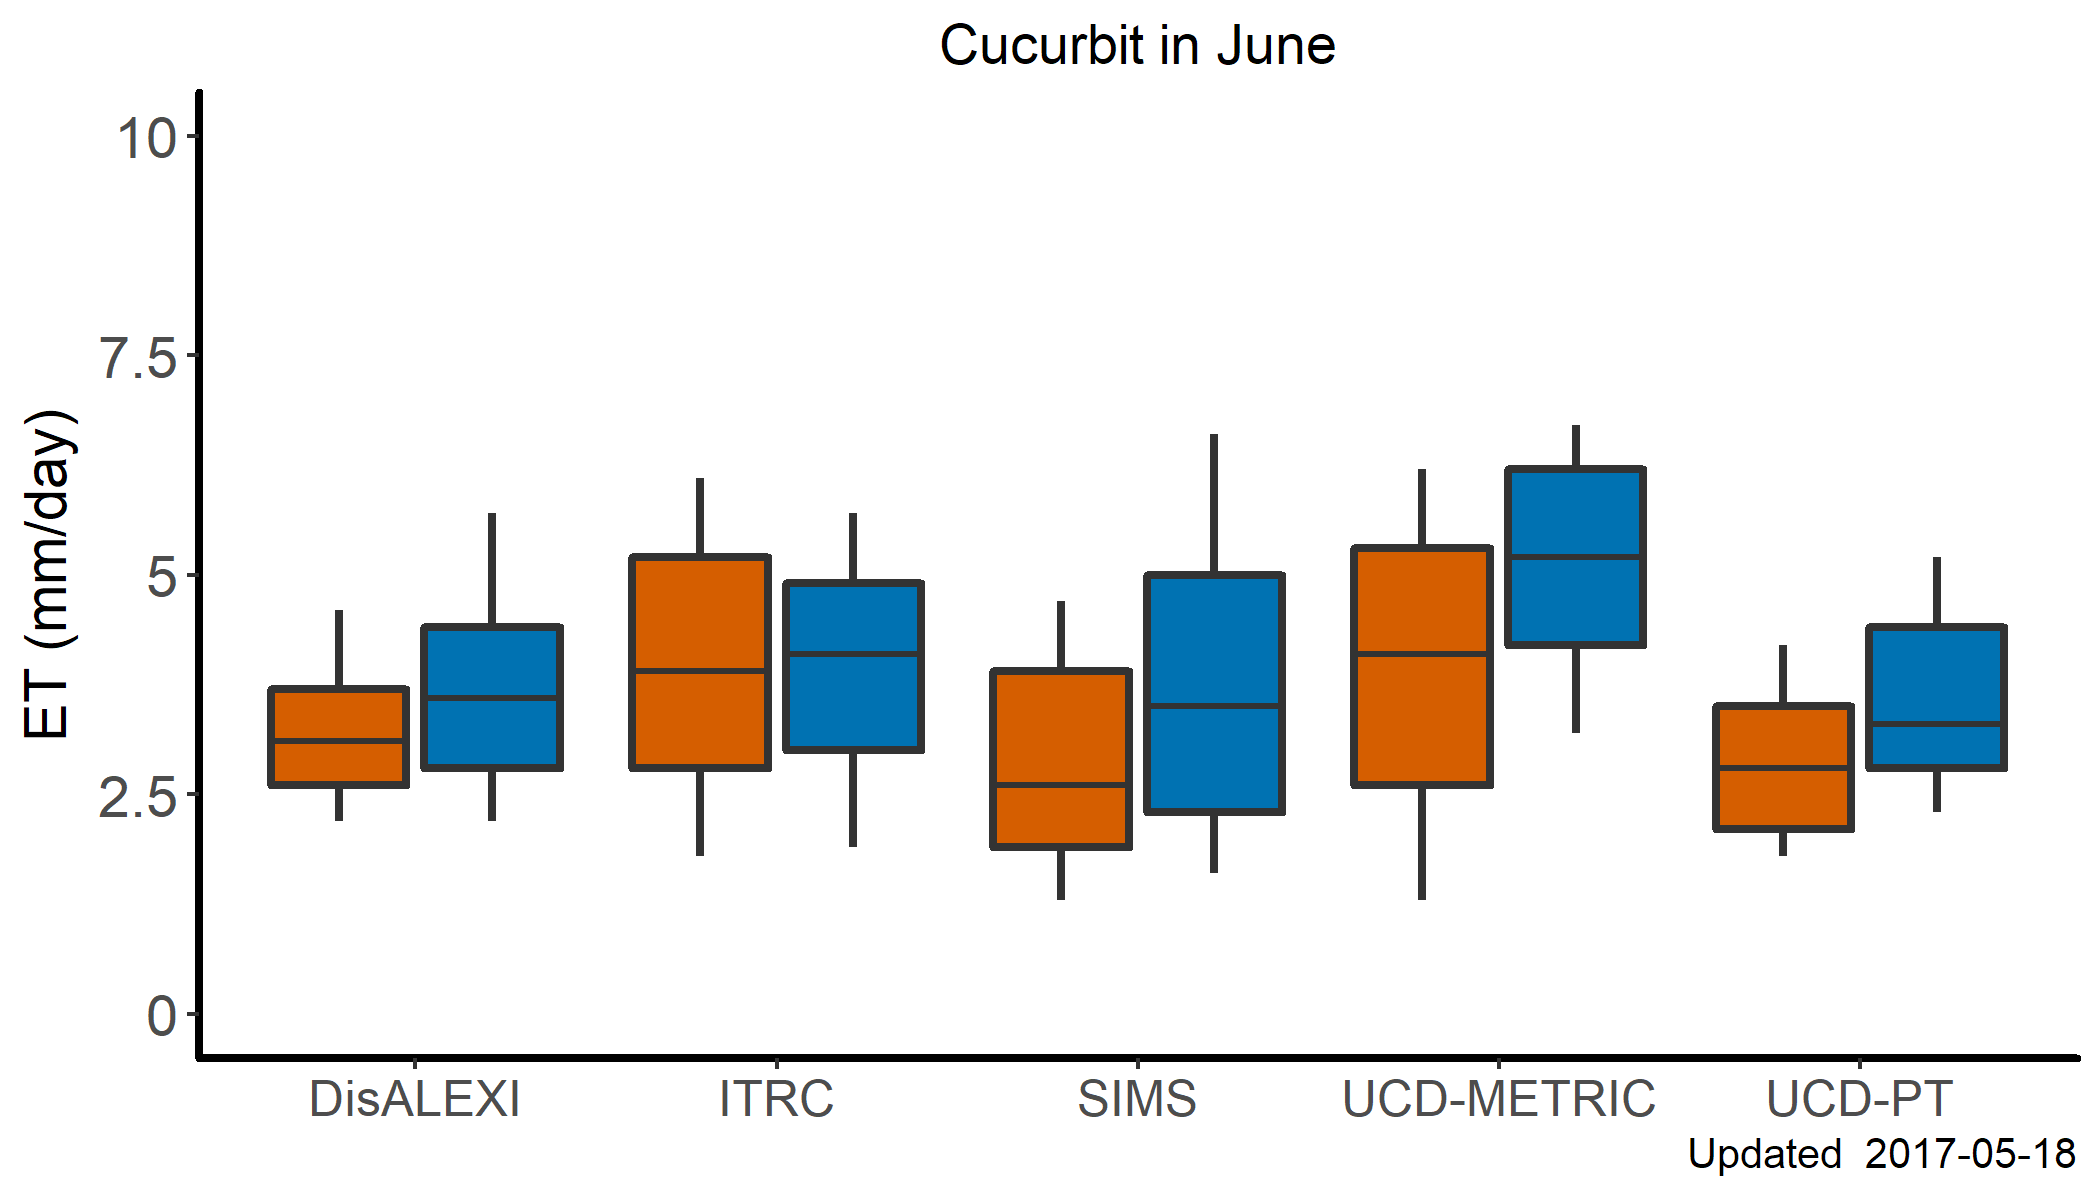 Cucurbit in June
10
7.5
5
2.5
0
ET (mm/day)
DisALEXI ITRC SIMS UCD-METRIC UCD-PT
Updated  2017-05-18